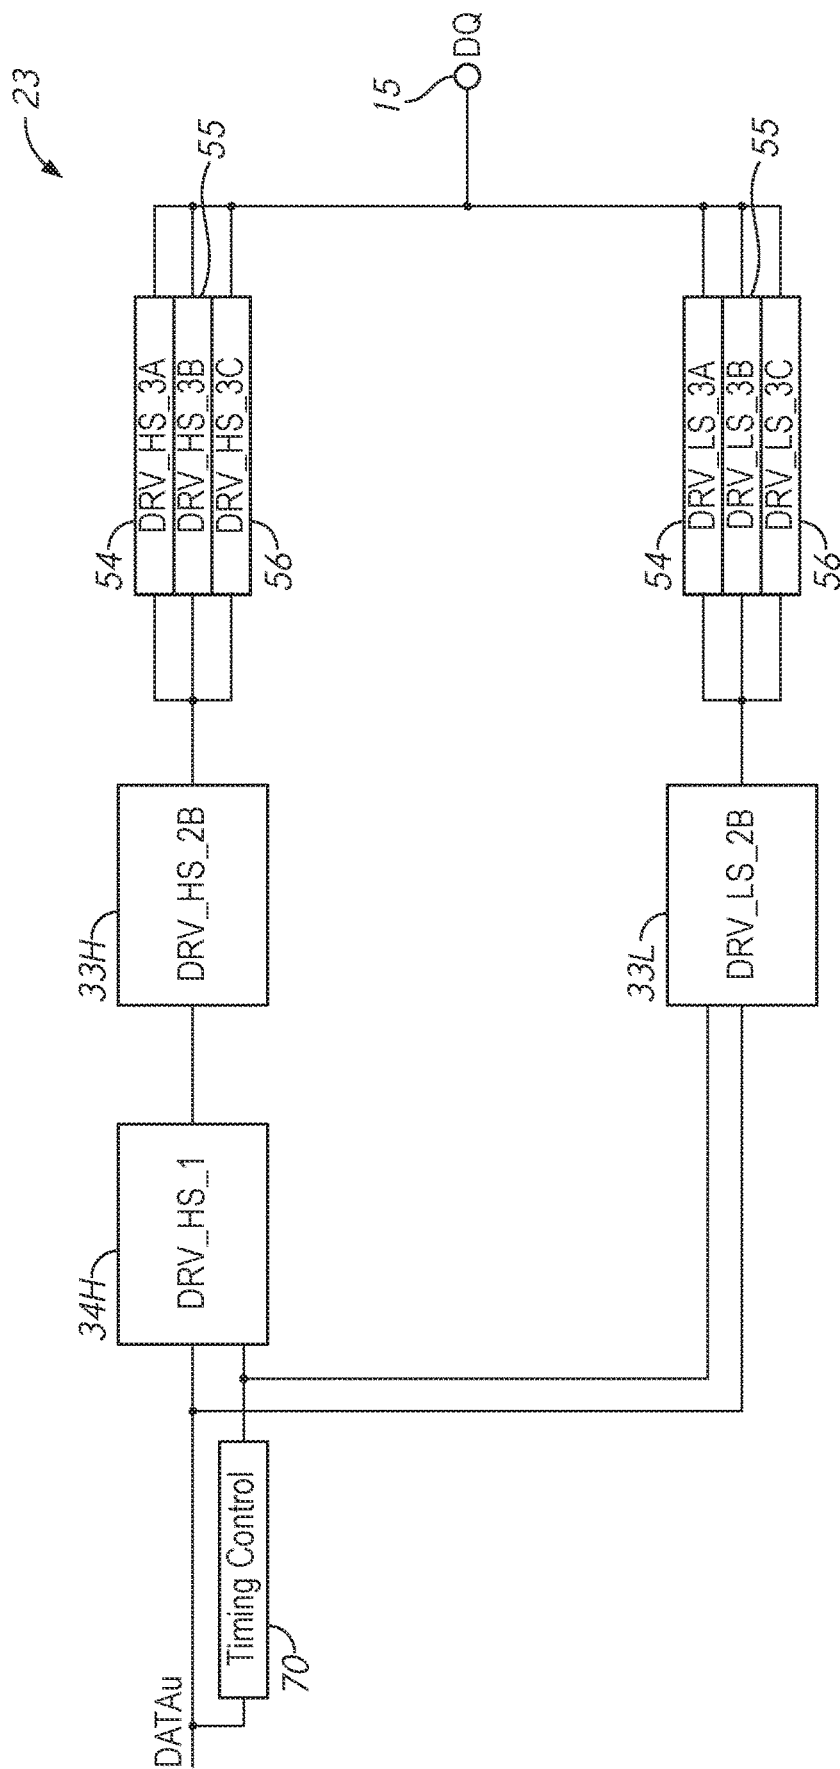 23
DATAu
Timing Control
70
34H
DRV_HS_1
33H
DRV_HS_2B
54
DRV_HS_3A
DRV_HS_3B
DRV_HS_3C
55
56
15
DQ
33L
DRV_LS_2B
54
DRV_LS_3A
DRV_LS_3B
DRV_LS_3C
55
56